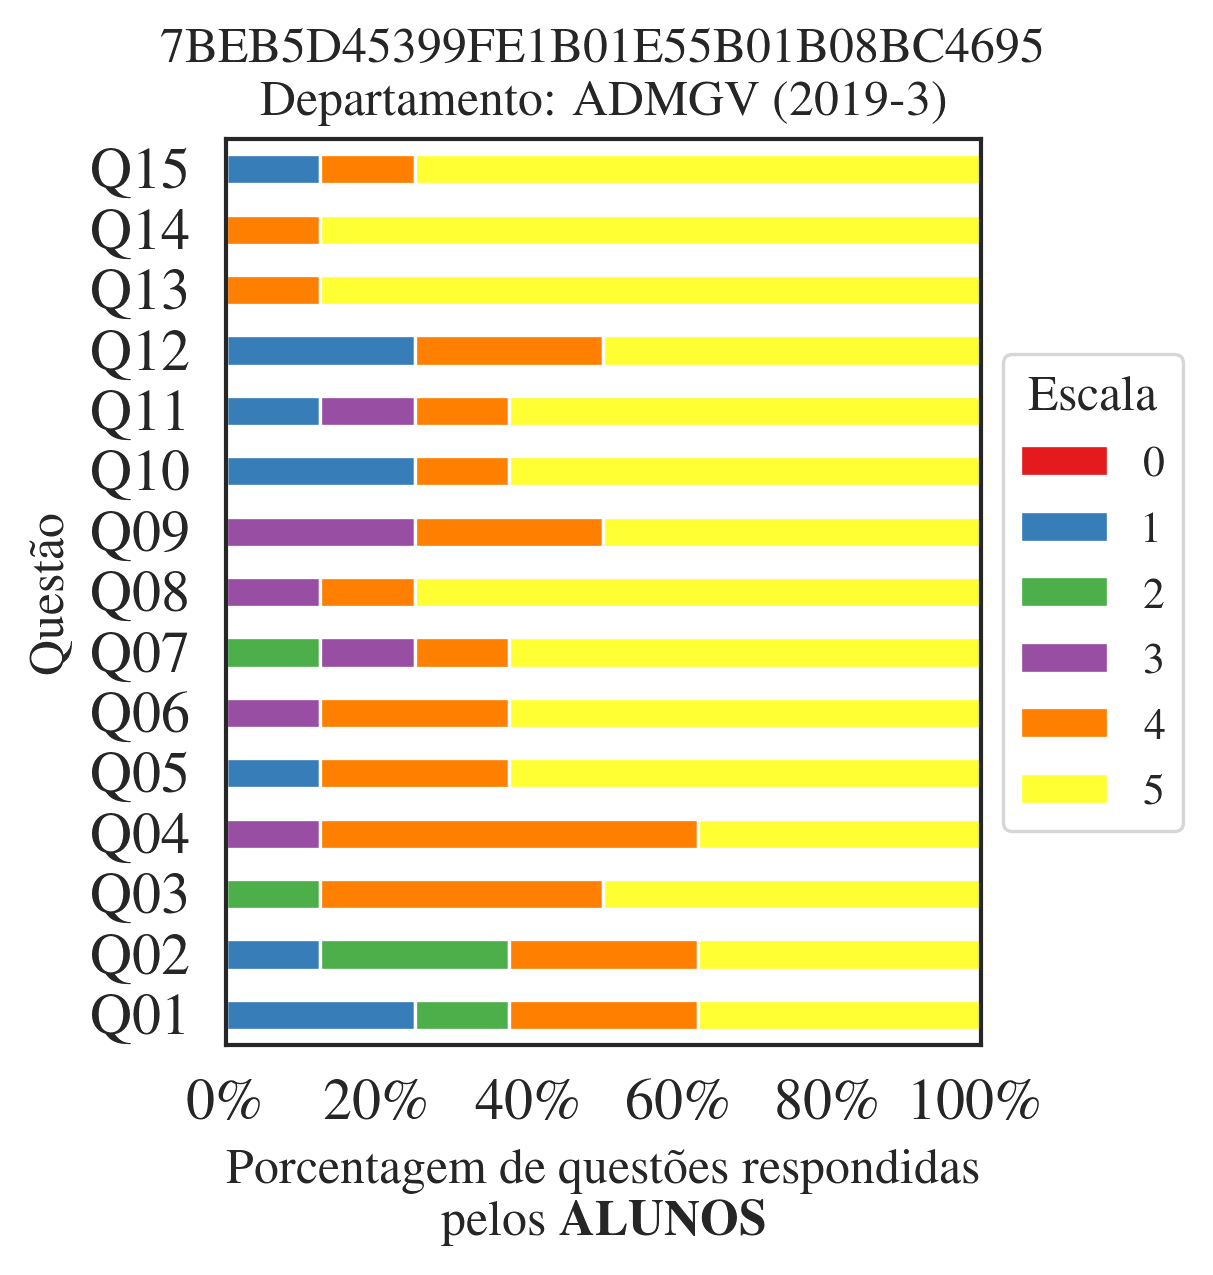 7BEB5D45399FE1B01E55B01B08BC4695
Departamento: ADMGV (2019-3)
Q15
Q14
Q13
Q12
Q11
Q10
Q09
Q08
Q07
Q06
Q05
Q04
Q03
Q02
Q01
Questão
0% 20% 40% 60% 80% 100%
Porcentagem de questões respondidas
pelos ALUNOS
Escala
0
1
2
3
4
5